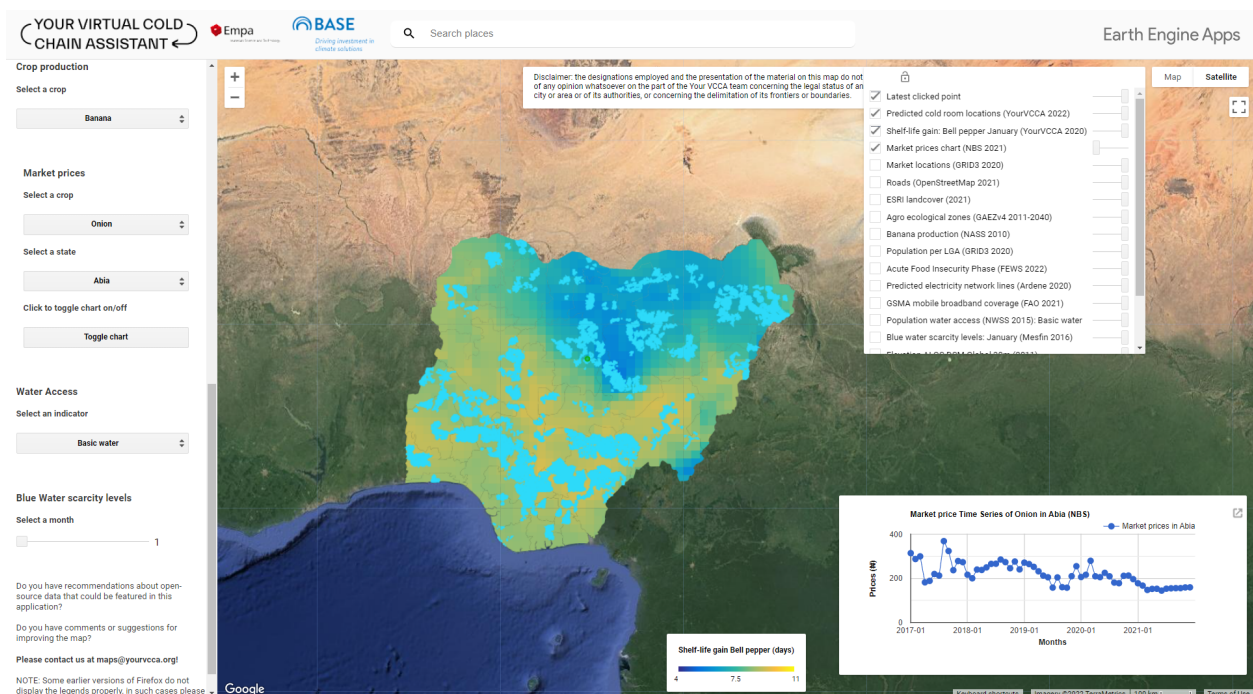 YOUR VIRTUAL COLD
CHAIN ASSISTANT
Empa
BASE
Driving investment in
climate solutions
Search places
Earth Engine Apps
Crop production
Select a crop
Banana
Market prices
Select a crop
Onion
Select a state
Abia
Click to toggle chart on/off
Toggle chart
Water Access
Select an indicator
Basic water
Blue Water scarcity levels
Select a month
1
Do you have recommendations about open-
source data that could be featured in this
application?
Do you have comments or suggestions for
improving the map?
Please contact us at maps@yourvcca.org!
NOTE: Some earlier versions of Firefox do not
display the legends properly, in such cases please
+
−
Disclaimer: the designations employed and the presentation of the material on this map do not
of any opinion whatsoever on the part of the Your VCCA team concerning the legal status of an
city or area or of its authorities, or concerning the delimitation of its frontiers or boundaries.
Latest clicked point
Predicted cold room locations (YourVCCA 2022)
Shelf-life gain: Bell pepper January (YourVCCA 2020)
Market prices chart (NBS 2021)
Market locations (GRID3 2020)
Roads (OpenStreetMap 2021)
ESRI landcover (2021)
Agro ecological zones (GAEZv4 2011-2040)
Banana production (NASS 2010)
Population per LGA (GRID3 2020)
Acute Food Insecurity Phase (FEWS 2022)
Predicted electricity network lines (Ardene 2020)
GSMA mobile broadband coverage (FAO 2021)
Population water access (NWSS 2015): Basic water
Blue water scarcity levels: January (Mesfin 2016)
Map
Satellite
Market price Time Series of Onion in Abia (NBS)
Market prices in Abia
Prices (₦)
400
200
0
2017-01
2018-01
2019-01
2020-01
2021-01
Months
Shelf-life gain Bell pepper (days)
4
7.5
11
Google
Keyboard shortcuts
Imagery ©2022 TerraMetrics
100 km
Terms of Use